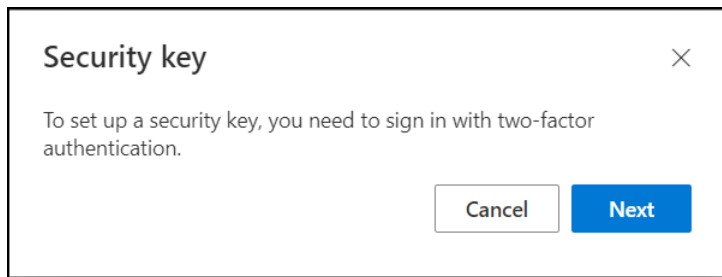 Security key
To set up a security key, you need to sign in with two-factor
authentication.
Cancel
Next